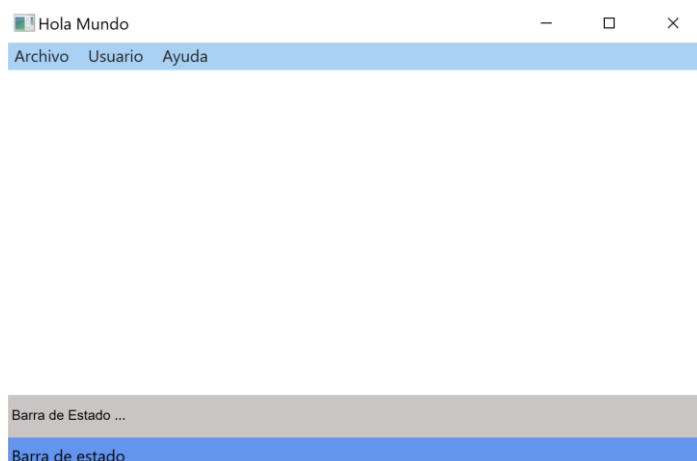 Hola Mundo
Archivo Usuario Ayuda
Barra de Estado ...
Barra de estado